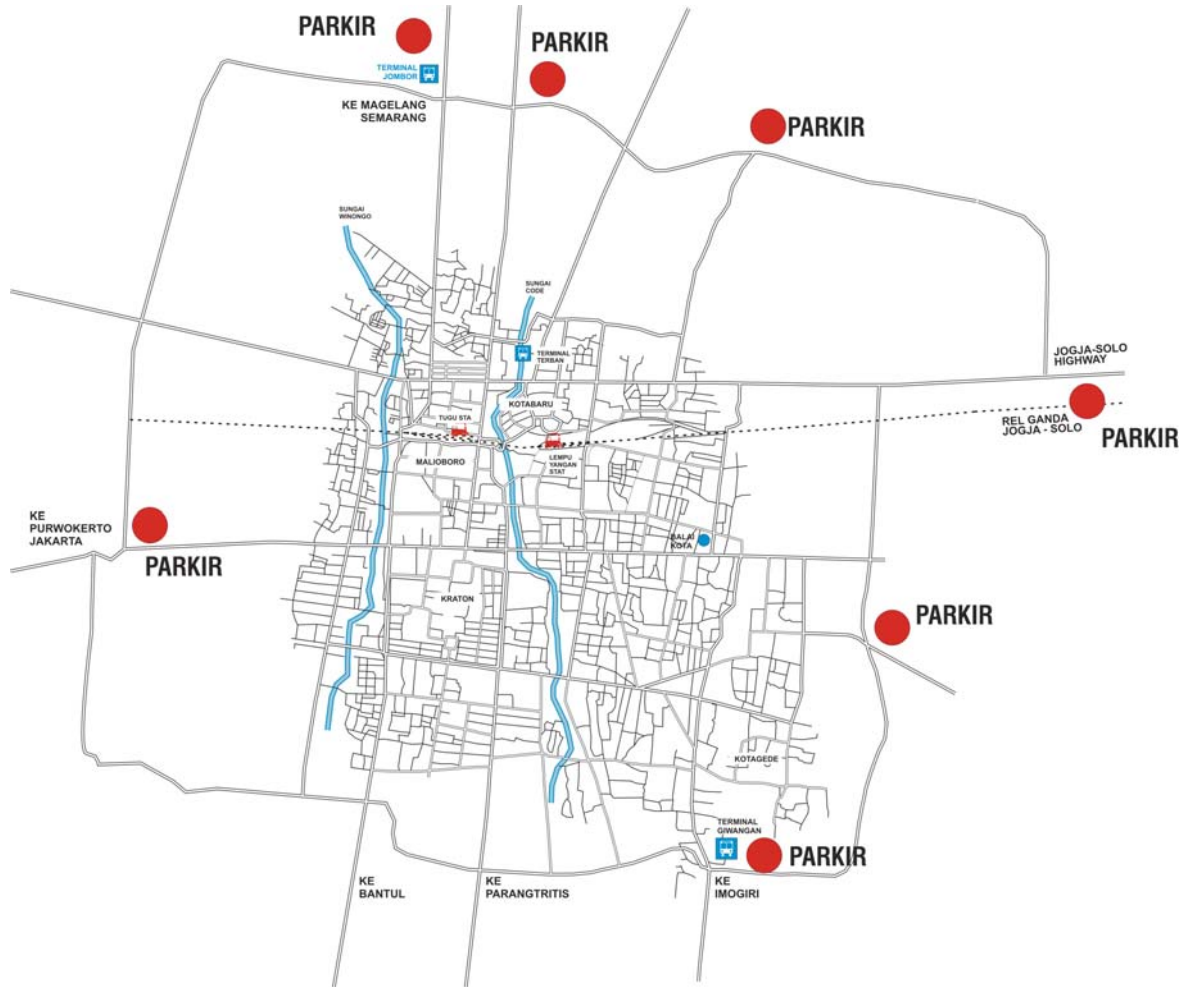 PARKIR
PARKIR
TERMINAL
JOMBOR
KE MAGELANG
SEMARANG
PARKIR
SUNGAI
WINONGO
SUNGAI
CODE
TERMINAL
TERBAN
JOGJA-SOLO
HIGHWAY
KOTABARU
TUGU STA
REL GANDA
JOGJA - SOLO
PARKIR
MALIOBORO
LEMPU
YANGAN
STAT
KE
PURWOKERTO
JAKARTA
PARKIR
BALAI
KOTA
KRATON
PARKIR
KOTAGEDE
TERMINAL
GIWANGAN
PARKIR
KE
BANTUL
KE
PARANGTRITIS
KE
IMOGIRI